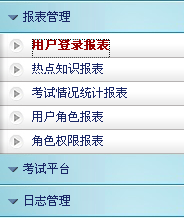 报表管理
用户登录报表
热点知识报表
考试情况统计报表
用户角色报表
角色权限报表
考试平台
日志管理